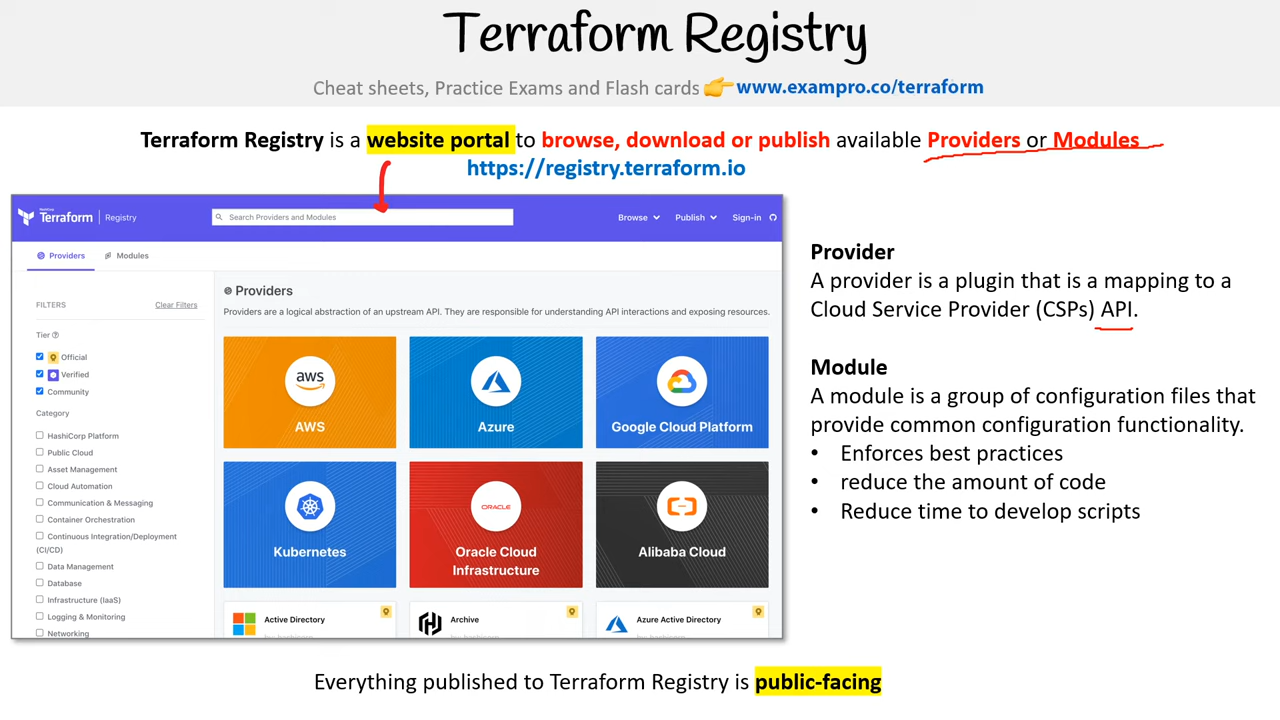 Terraform Registry
Cheat sheets, Practice Exams and Flash cards 👉 www.exampro.co/terraform
Terraform Registry is a website portal to browse, download or publish available Providers or Modules
https://registry.terraform.io
HashiCorp
Terraform | Registry
Search Providers and Modules
Browse
Publish
Sign-in
Providers
Modules
FILTERS
Clear Filters
Tier
Official
Verified
Community
Category
HashiCorp Platform
Public Cloud
Asset Management
Cloud Automation
Communication & Messaging
Container Orchestration
Continuous Integration/Deployment
(CI/CD)
Data Management
Database
Infrastructure (IaaS)
Logging & Monitoring
Networking
Providers
Providers are a logical abstraction of an upstream API. They are responsible for understanding API interactions and exposing resources.
aws
AWS
Azure
Google Cloud Platform
Kubernetes
ORACLE
Oracle Cloud
Infrastructure
Alibaba Cloud
Active Directory
by: hashicorp
Archive
by: hashicorp
Azure Active Directory
by: hashicorp
Provider
A provider is a plugin that is a mapping to a
Cloud Service Provider (CSPs) API.
Module
A module is a group of configuration files that
provide common configuration functionality.
• Enforces best practices
• reduce the amount of code
• Reduce time to develop scripts
Everything published to Terraform Registry is public-facing